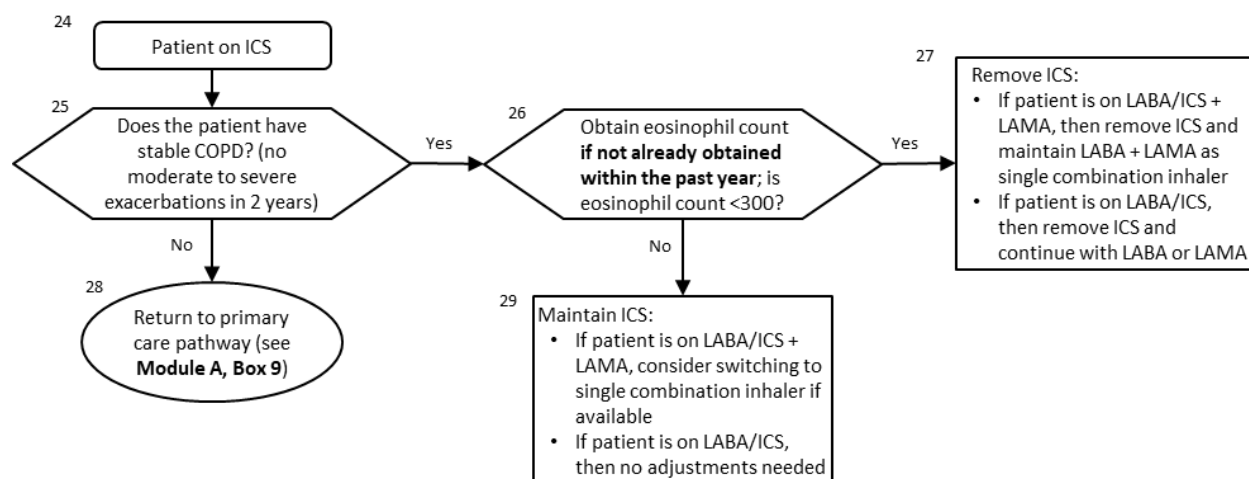 24
Patient on ICS
25
Does the patient have
stable COPD? (no
moderate to severe
exacerbations in 2 years)
Yes
No
26
Obtain eosinophil count
if not already obtained
within the past year; is
eosinophil count <300?
Yes
No
27
Remove ICS:
• If patient is on LABA/ICS +
LAMA, then remove ICS and
maintain LABA + LAMA as
single combination inhaler
• If patient is on LABA/ICS,
then remove ICS and
continue with LABA or LAMA
28
Return to primary
care pathway (see
Module A, Box 9)
29
Maintain ICS:
• If patient is on LABA/ICS +
LAMA, consider switching to
single combination inhaler if
available
• If patient is on LABA/ICS,
then no adjustments needed